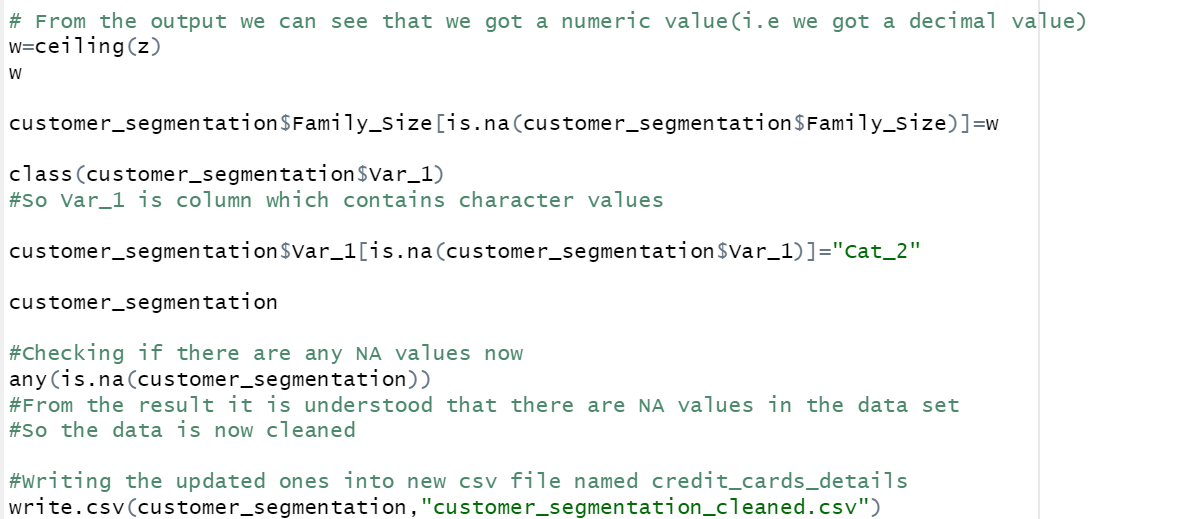 # From the output we can see that we got a numeric value(i.e we got a decimal value)
w=ceiling(z)
w
customer_segmentation$Family_Size[is.na(customer_segmentation$Family_Size)]=w
class(customer_segmentation$Var_1)
#So Var_1 is column which contains character values
customer_segmentation$Var_1[is.na(customer_segmentation$Var_1)]="Cat_2"
customer_segmentation
#Checking if there are any NA values now
any(is.na(customer_segmentation))
#From the result it is understood that there are NA values in the data set
#So the data is now cleaned
#Writing the updated ones into new csv file named credit_cards_details
write.csv(customer_segmentation,"customer_segmentation_cleaned.csv")